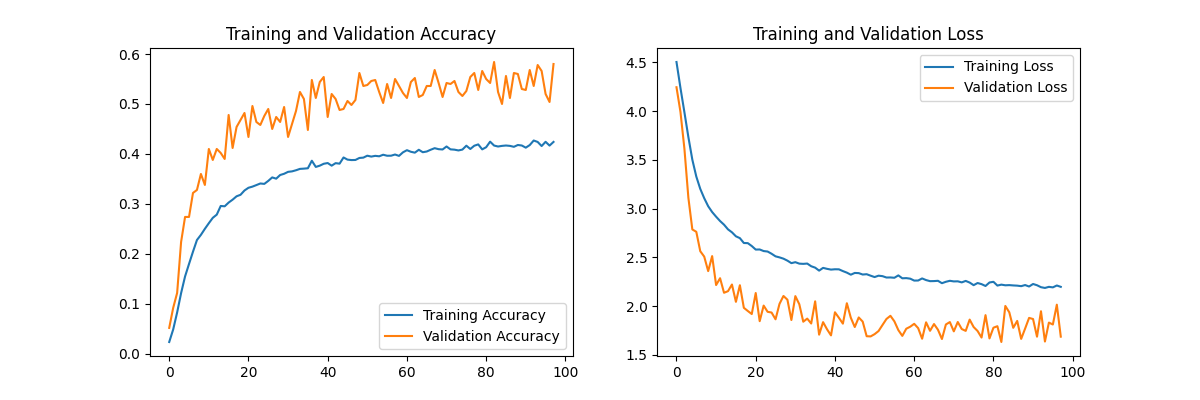 Training and Validation Accuracy
0.6
0.5
0.4
0.3
0.2
0.1
0.0
0 20 40 60 80 100
Training Accuracy
Validation Accuracy
Training and Validation Loss
4.5
4.0
3.5
3.0
2.5
2.0
1.5
0 20 40 60 80 100
Training Loss
Validation Loss